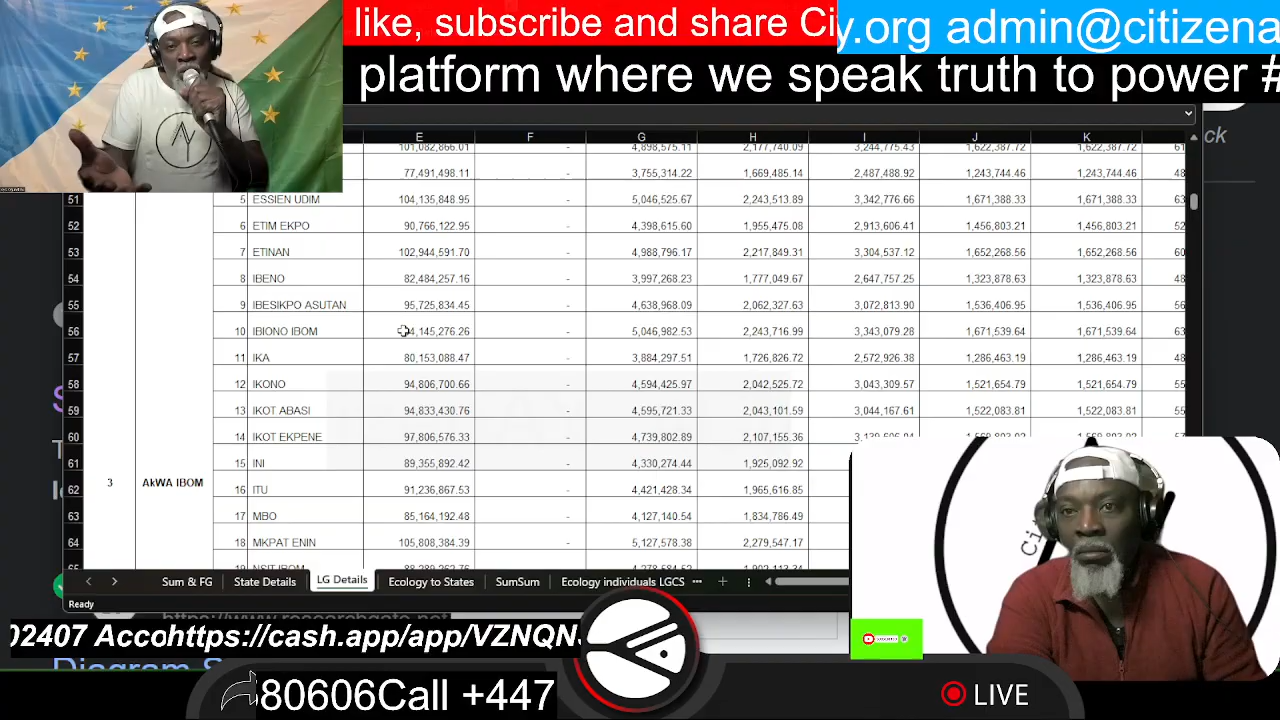 like, subscribe and share Ci
y.org admin@citizena
platform where we speak truth to power #
ck
E F G H I J K
101,082,866.01 - 4,898,575.11 2,177,740.09 3,244,775.43 1,622,387.72 1,622,387.72 61
77,491,498.11 - 3,755,314.22 1,669,485.14 2,487,488.92 1,243,744.46 1,243,744.46 48
51 5 ESSIEN UDIM 104,135,848.95 - 5,046,525.67 2,243,513.89 3,342,776.66 1,671,388.33 1,671,388.33 63
52 6 ETIM EKPO 90,766,122.95 - 4,398,615.60 1,955,475.08 2,913,606.41 1,456,803.21 1,456,803.21 52
53 7 ETINAN 102,944,591.70 - 4,988,796.17 2,217,849.31 3,304,537.12 1,652,268.56 1,652,268.56 60
54 8 IBENO 82,484,257.16 - 3,997,268.23 1,777,049.67 2,647,757.25 1,323,878.63 1,323,878.63 48
55 9 IBESIKPO ASUTAN 95,725,834.45 - 4,638,968.09 2,062,327.63 3,072,813.90 1,536,406.95 1,536,406.95 56
56 10 IBIONO IBOM 4,145,276.26 - 5,046,982.53 2,243,716.99 3,343,079.28 1,671,539.64 1,671,539.64 63
57 11 IKA 80,153,088.47 - 3,884,297.51 1,726,826.72 2,572,926.38 1,286,463.19 1,286,463.19 48
58 12 IKONO 94,806,700.66 - 4,594,425.97 2,042,525.72 3,043,309.57 1,521,654.79 1,521,654.79 55
59 13 IKOT ABASI 94,833,430.76 - 4,595,721.33 2,043,101.59 3,044,167.61 1,522,083.81 1,522,083.81 55
60 14 IKOT EKPENE 97,806,576.33 - 4,739,802.89 2,107,155.36
61 15 INI 89,355,892.42 - 4,330,274.44 1,925,092.92
3 AkWA IBOM
62 16 ITU 91,236,867.53 - 4,421,428.34 1,965,616.85
63 17 MBO 85,164,192.48 - 4,127,140.54 1,834,786.49
64 18 MKPAT ENIN 105,808,384.39 - 5,127,578.38 2,279,547.17
Sum & FG State Details LG Details Ecology to States SumSum Ecology individuals LGCS
Ready
02407 Accohttps://cash.app/app/VZNQN
80606Call +447
LIVE